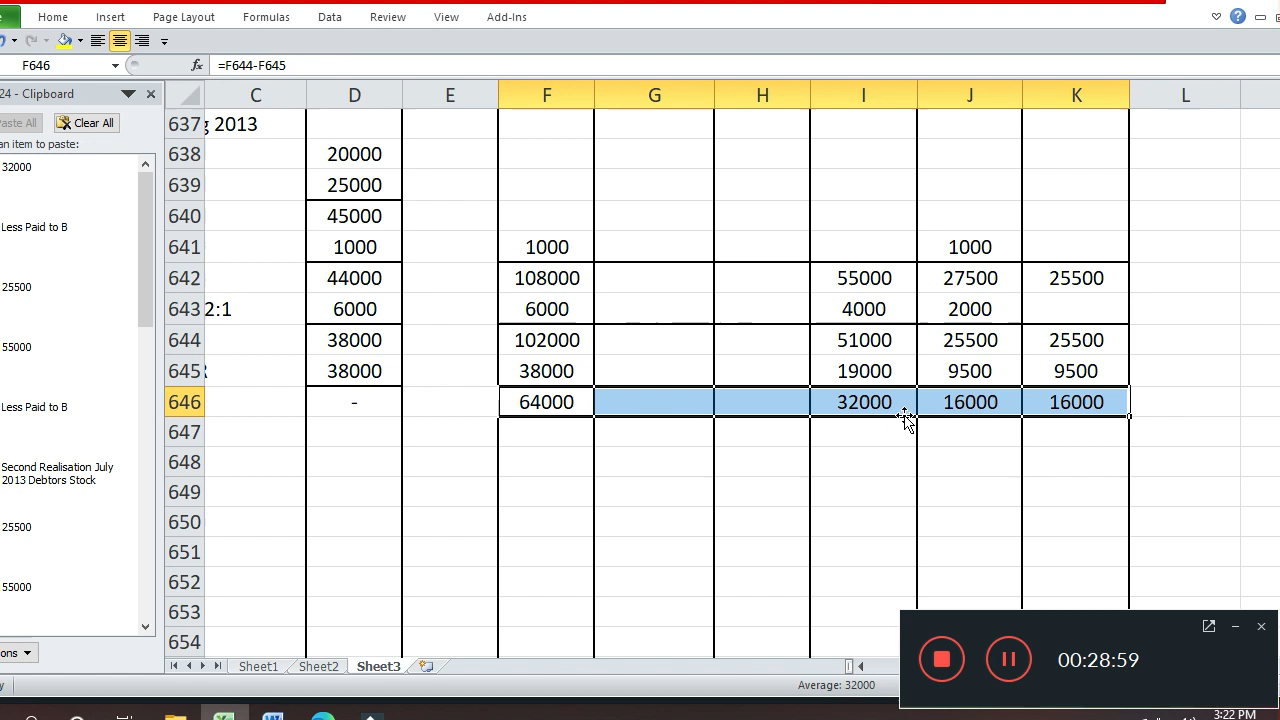 Home Insert Page Layout Formulas Data Review View Add-Ins
F646 fx =F644-F645
24 - Clipboard
Paste All Clear All
an item to paste:
32000
Less Paid to B
25500
55000
Less Paid to B
Second Realisation July
2013 Debtors Stock
25500
55000
ons
C D E F G H I J K L
637 g 2013
638 20000
639 25000
640 45000
641 1000 1000 1000
642 44000 108000 55000 27500 25500
643 2:1 6000 6000 4000 2000
644 38000 102000 51000 25500 25500
645 38000 38000 19000 9500 9500
646 - 64000 32000 16000 16000
647
648
649
650
651
652
653
654
Sheet1 Sheet2 Sheet3
Average: 32000
00:28:59
3:22 PM